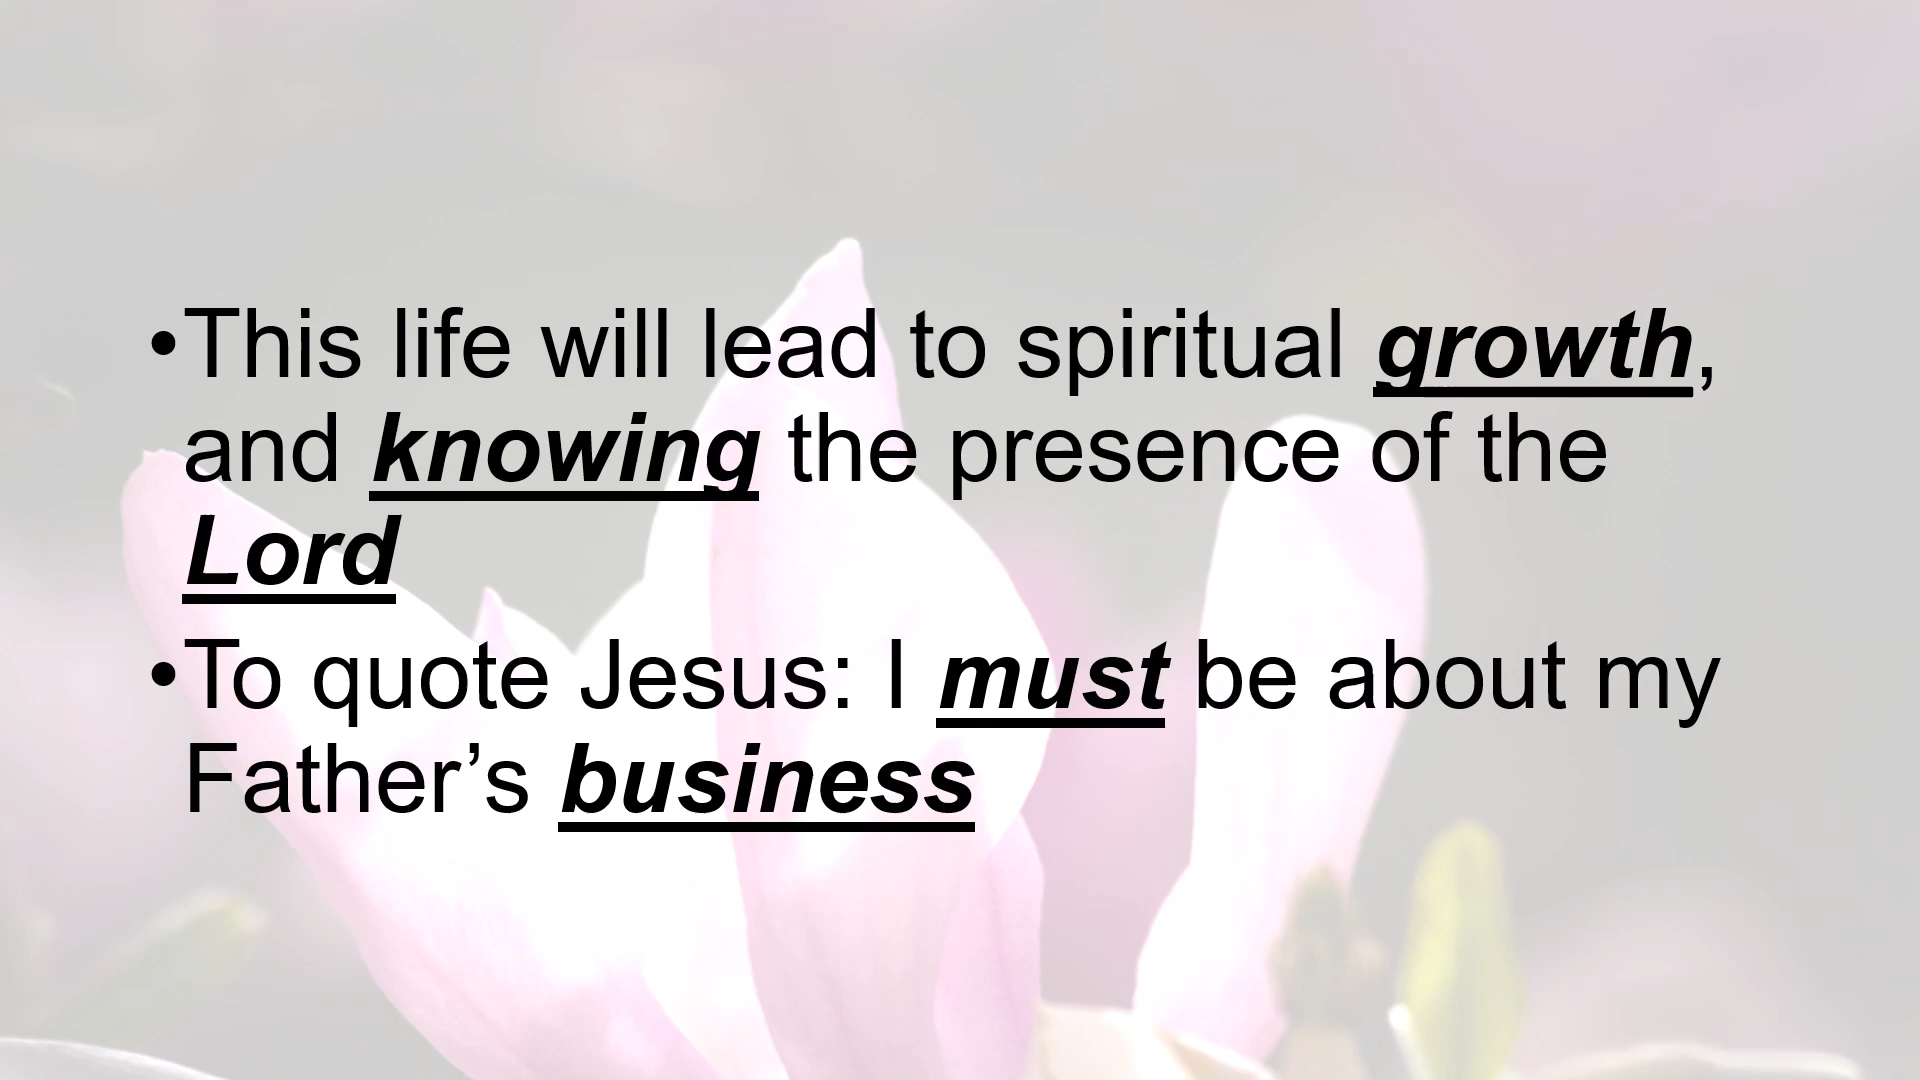 •This life will lead to spiritual growth,
and knowing the presence of the
Lord
•To quote Jesus: I must be about my
Father’s business